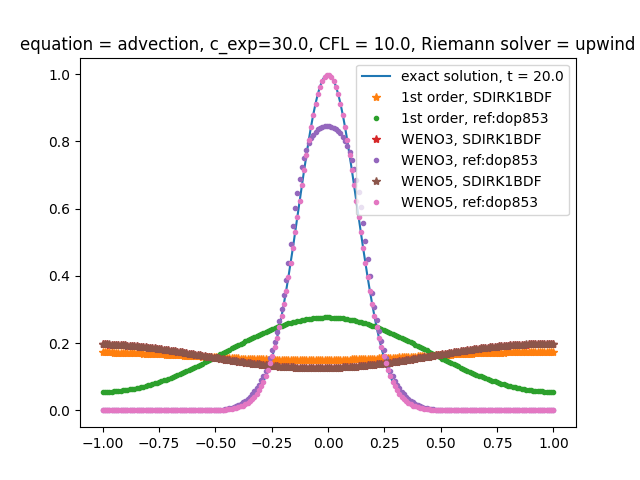 equation = advection, c_exp=30.0, CFL = 10.0, Riemann solver = upwind
1.0
0.8
0.6
0.4
0.2
0.0
exact solution, t = 20.0
1st order, SDIRK1BDF
1st order, ref:dop853
WENO3, SDIRK1BDF
WENO3, ref:dop853
WENO5, SDIRK1BDF
WENO5, ref:dop853
−1.00 −0.75 −0.50 −0.25 0.00 0.25 0.50 0.75 1.00